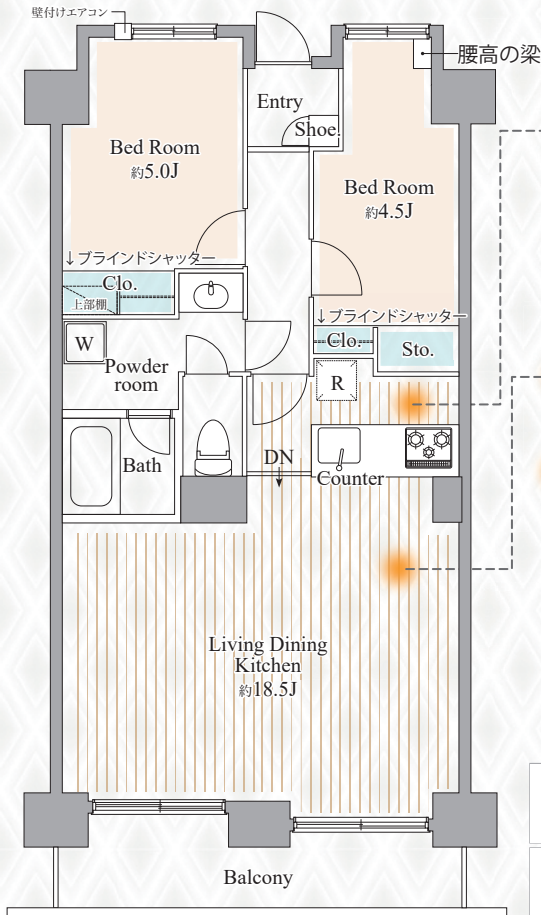 壁付けエアコン
腰高の梁
Entry
Shoe.
Bed Room
約5.0J
Bed Room
約4.5J
↓ブラインドシャッター
Clo.
上部棚
↓ブラインドシャッター
Clo.
Sto.
W
Powder
room
R
Bath
DN
Counter
Living Dining
Kitchen
約18.5J
Balcony